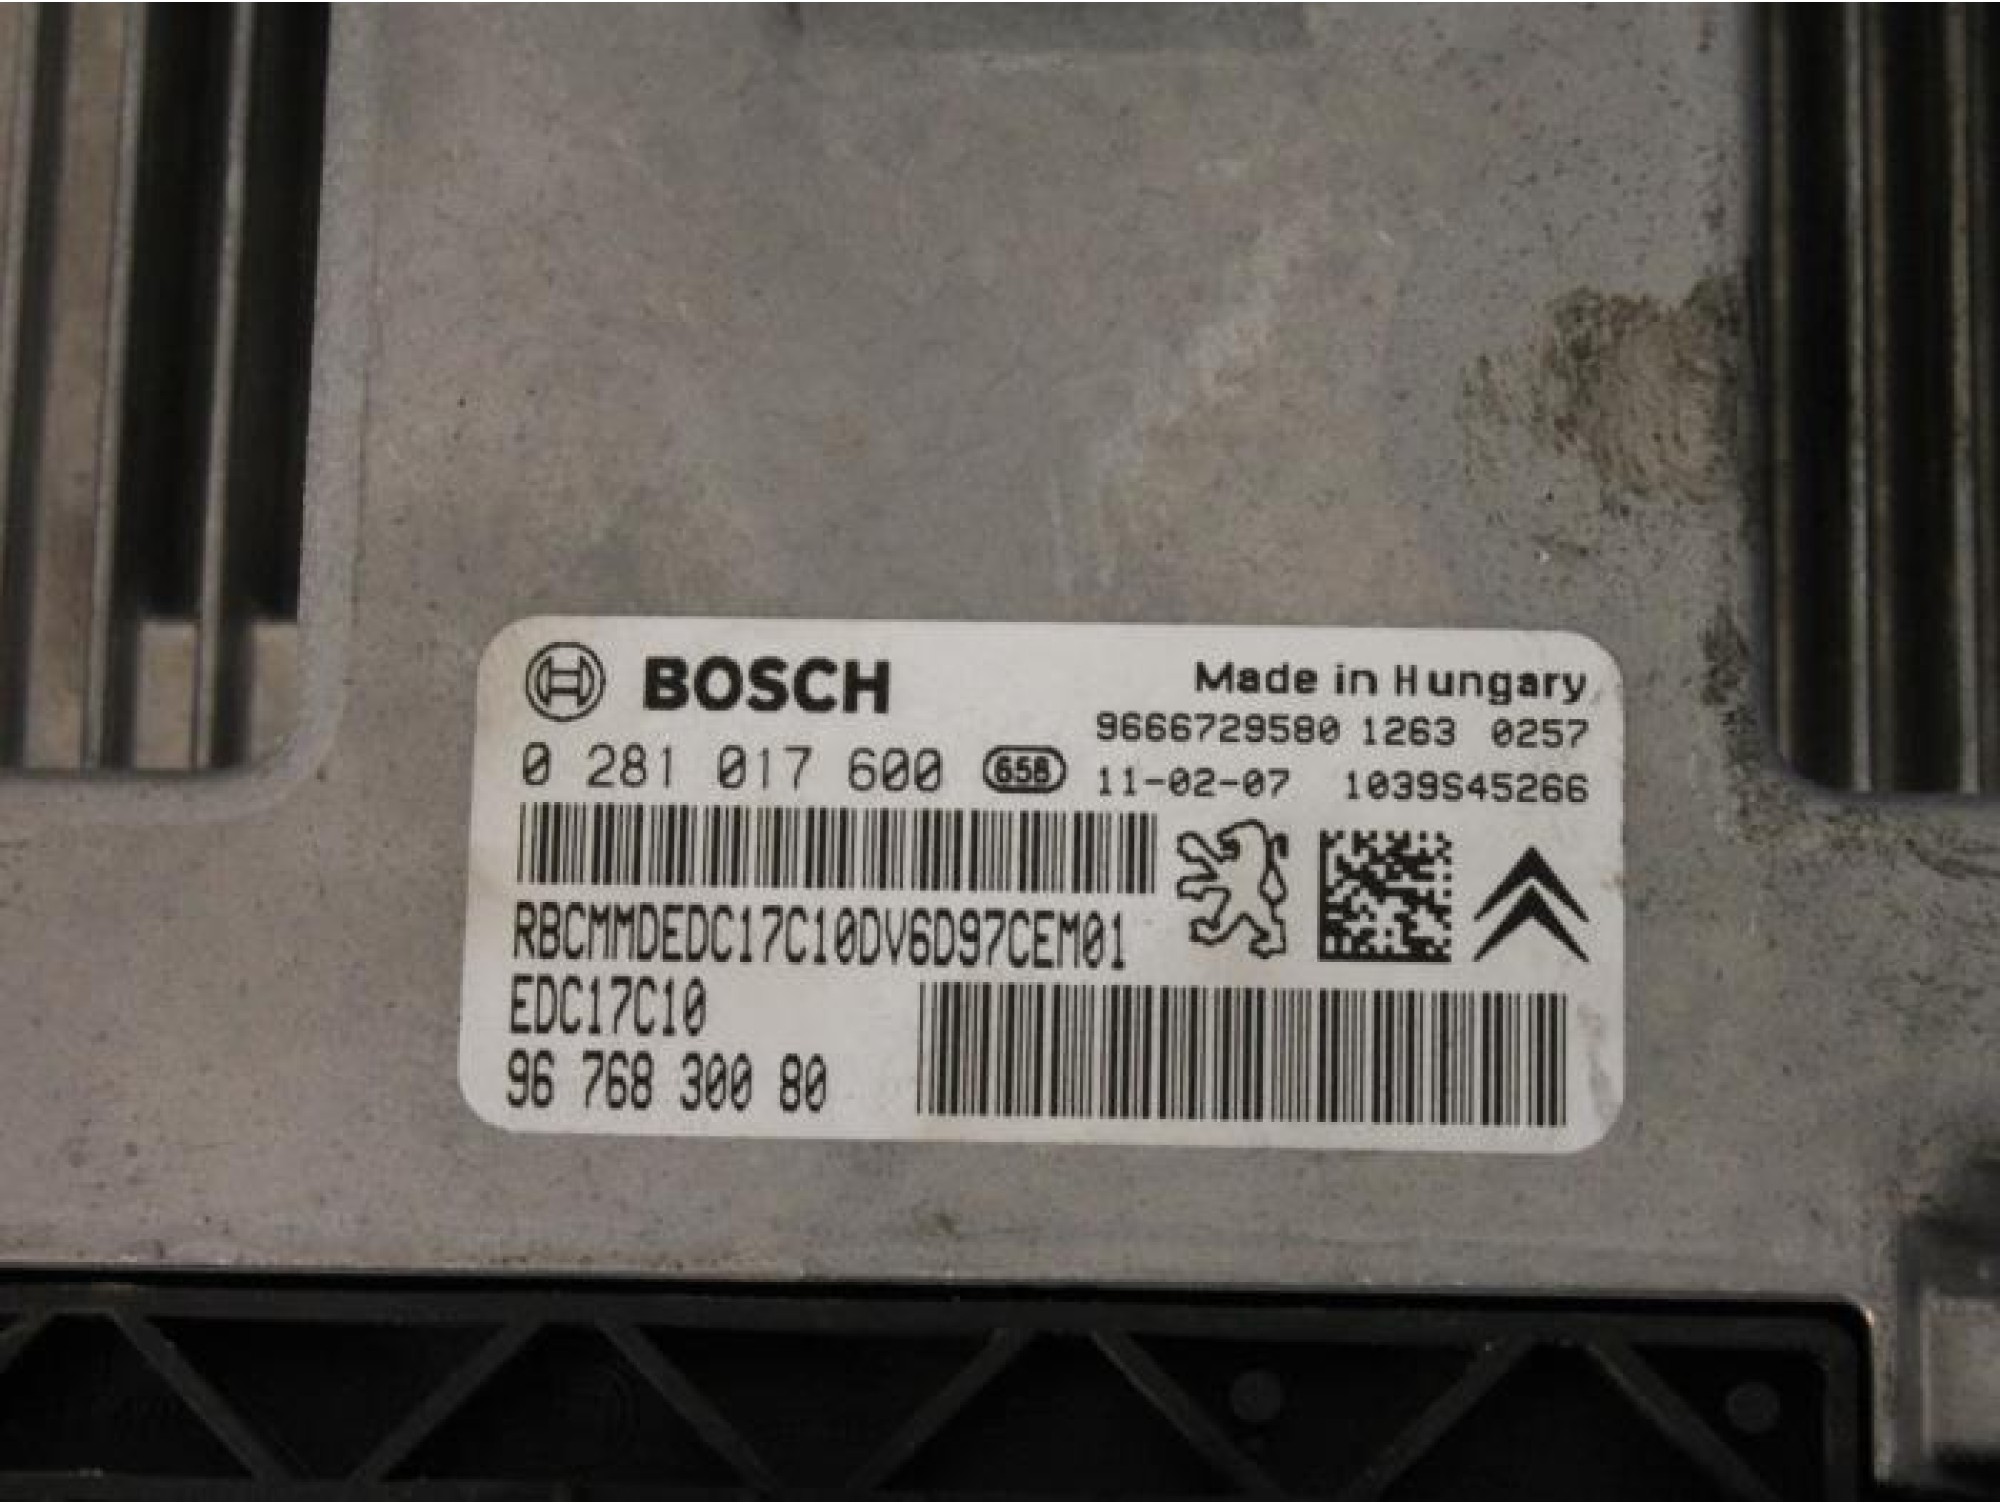 BOSCH
Made in Hungary
9666729580 1263 0257
0 281 017 600 658 11-02-07 1039S45266
RBCMMDEDC17C10DV6D97CEM01
EDC17C10
96 768 300 80